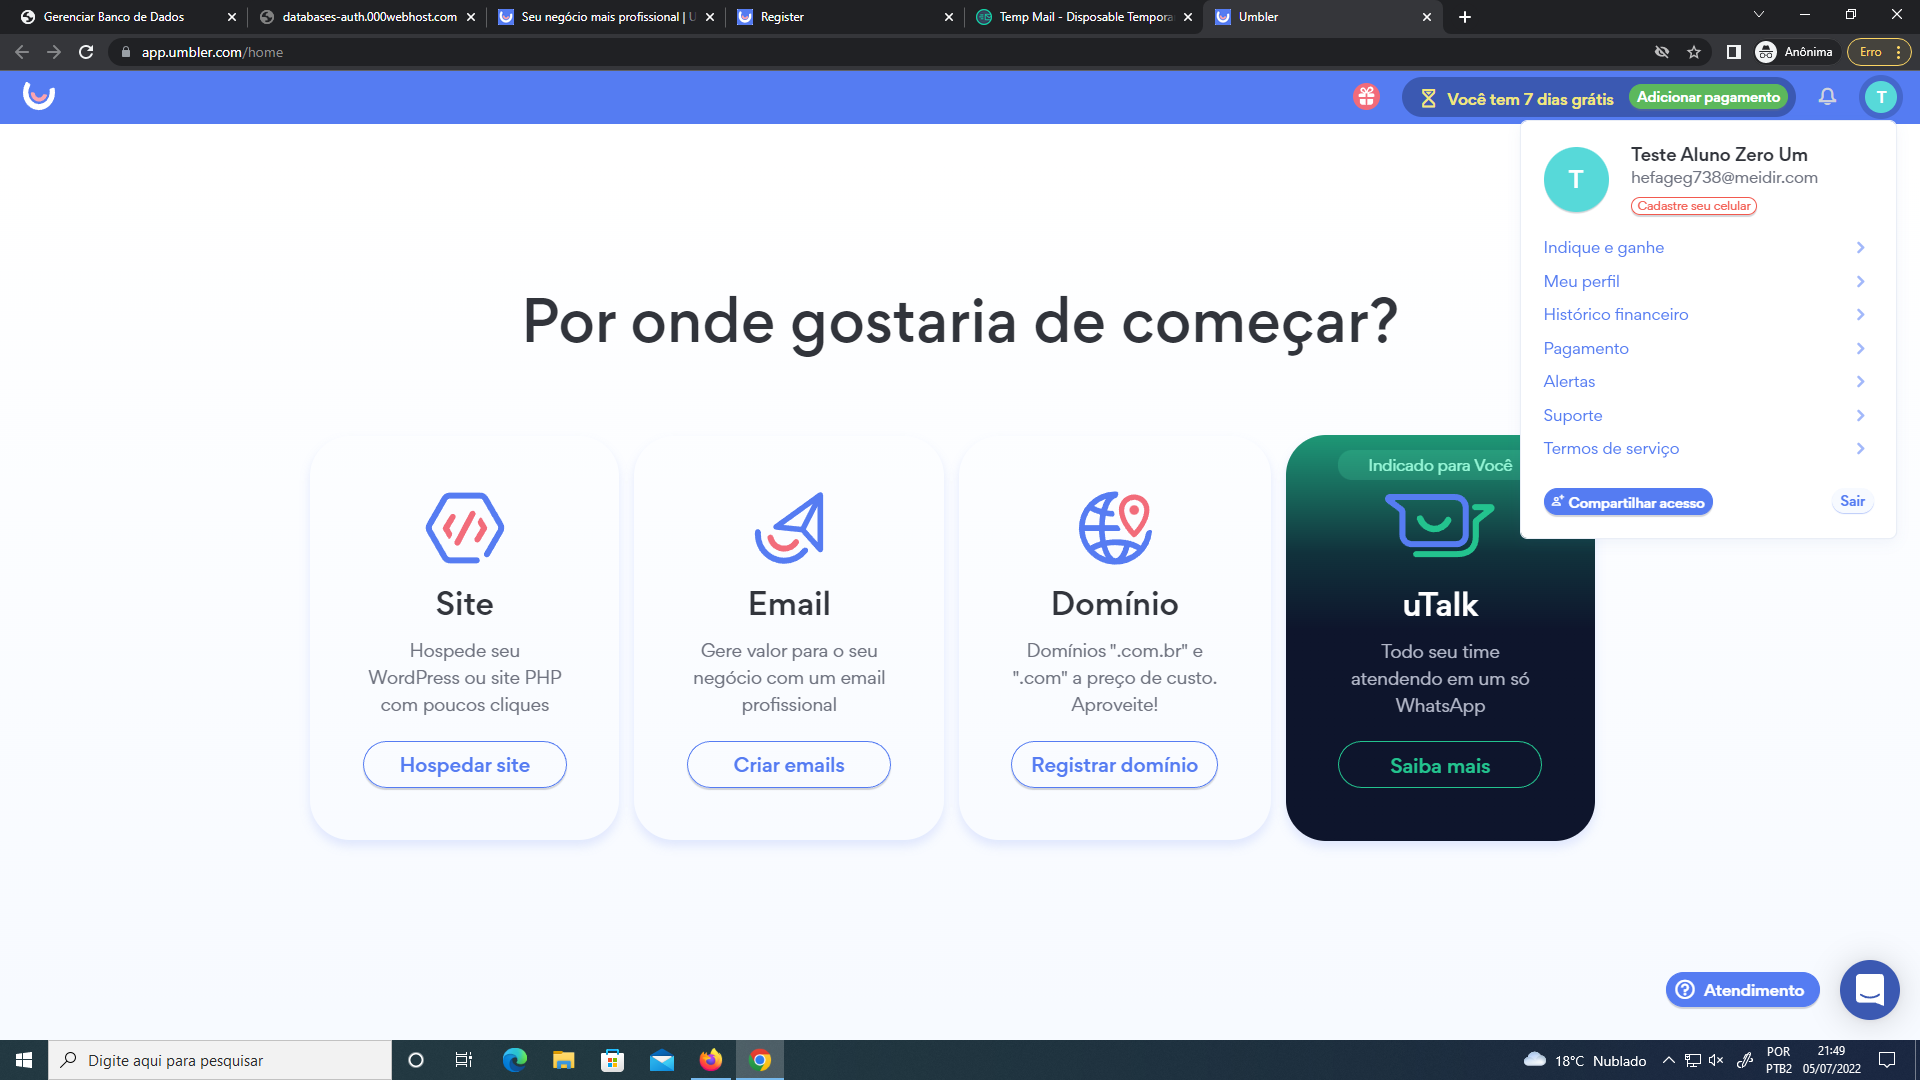 Gerenciar Banco de Dados
databases-auth.000webhost.com
Seu negócio mais profissional | U
Register
Temp Mail - Disposable Tempora
Umbler
app.umbler.com/home
Anônima
Erro
Você tem 7 dias grátis
Adicionar pagamento
T
T
Teste Aluno Zero Um
hefageg738@meidir.com
Cadastre seu celular
Indique e ganhe
Meu perfil
Histórico financeiro
Pagamento
Alertas
Suporte
Termos de serviço
Compartilhar acesso
Sair
Por onde gostaria de começar?
Site
Hospede seu
WordPress ou site PHP
com poucos cliques
Hospedar site
Email
Gere valor para o seu
negócio com um email
profissional
Criar emails
Domínio
Domínios ".com.br" e
".com" a preço de custo.
Aproveite!
Registrar domínio
Indicado para Você
uTalk
Todo seu time
atendendo em um só
WhatsApp
Saiba mais
Atendimento
Digite aqui para pesquisar
18°C Nublado
POR
PTB2
21:49
05/07/2022